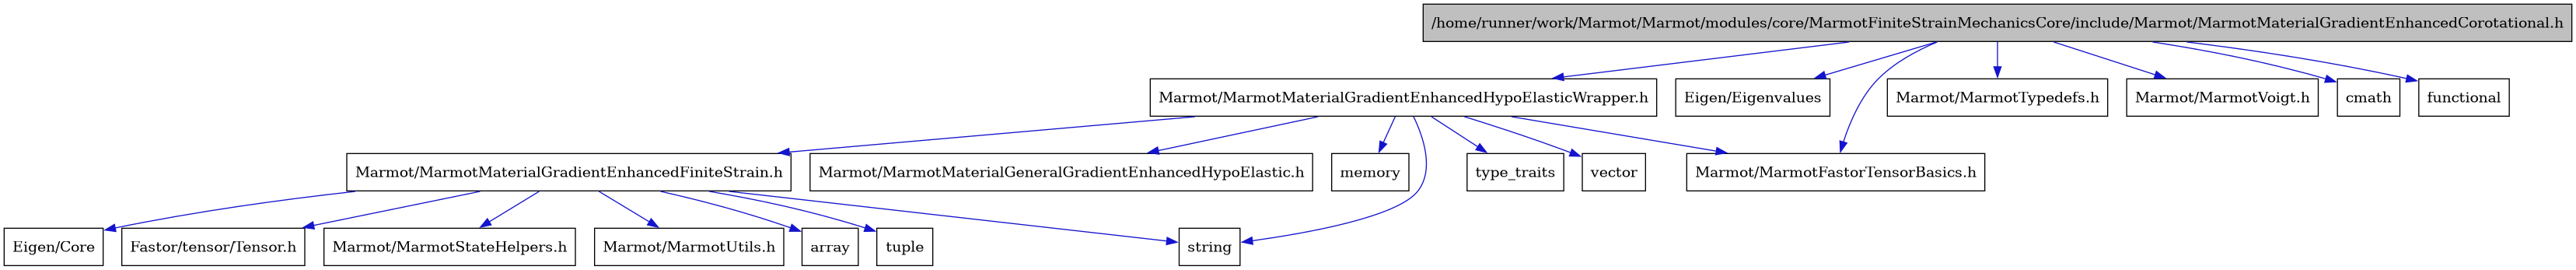 /home/runner/work/Marmot/Marmot/modules/core/MarmotFiniteStrainMechanicsCore/include/Marmot/MarmotMaterialGradientEnhancedCorotational.h
Marmot/MarmotMaterialGradientEnhancedHypoElasticWrapper.h
Eigen/Eigenvalues
Marmot/MarmotTypedefs.h
Marmot/MarmotVoigt.h
cmath
functional
Marmot/MarmotMaterialGradientEnhancedFiniteStrain.h
Marmot/MarmotMaterialGeneralGradientEnhancedHypoElastic.h
memory
type_traits
vector
Marmot/MarmotFastorTensorBasics.h
Eigen/Core
Fastor/tensor/Tensor.h
Marmot/MarmotStateHelpers.h
Marmot/MarmotUtils.h
array
tuple
string